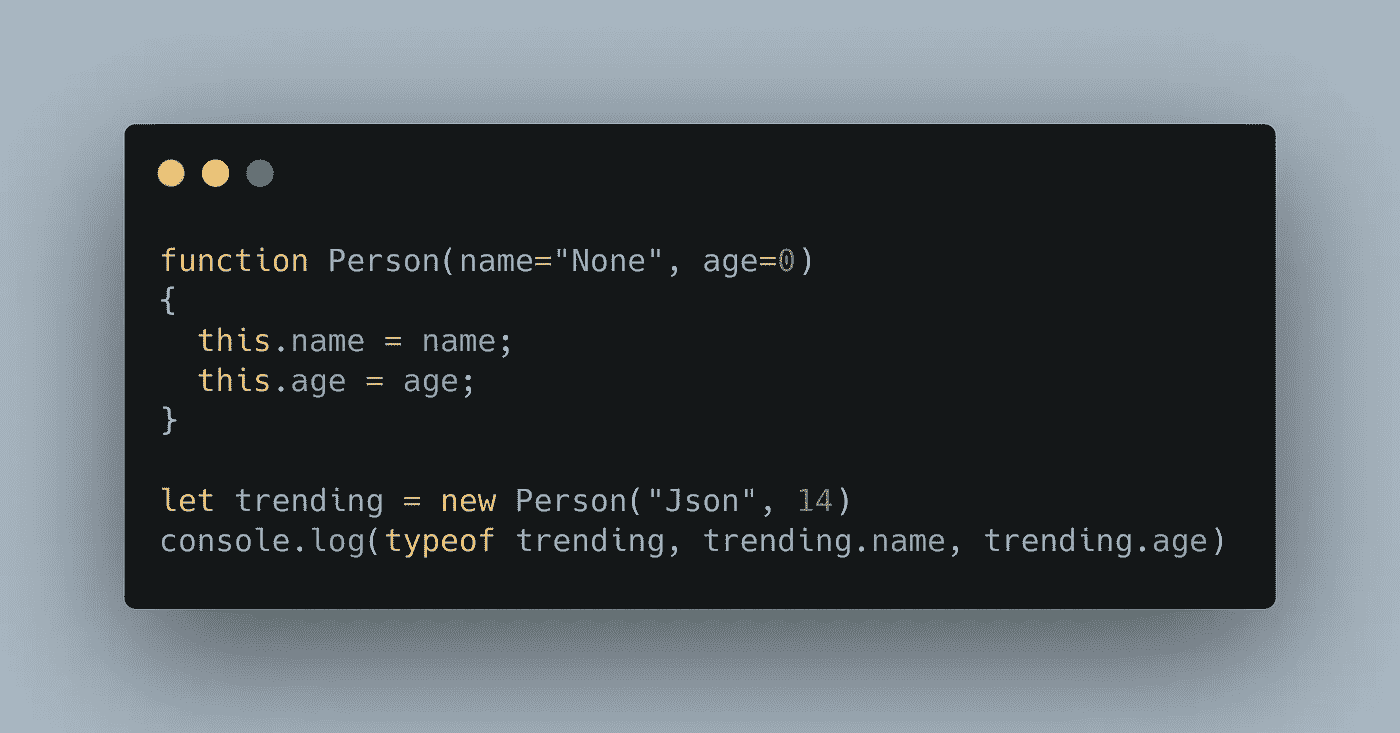 function Person(name="None", age=0)
{
  this.name = name;
  this.age = age;
}

let trending = new Person("Json", 14)
console.log(typeof trending, trending.name, trending.age)